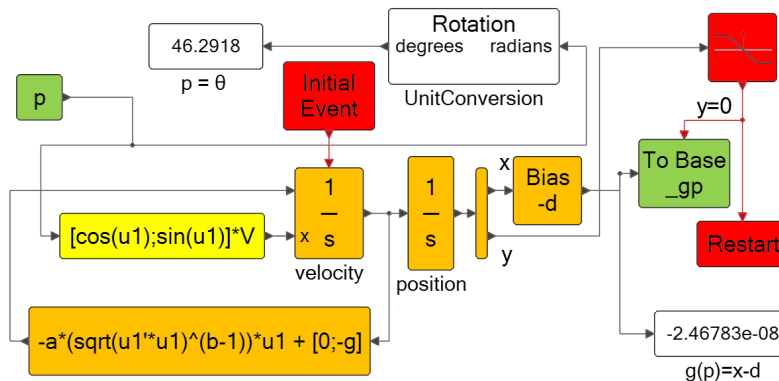 46.2918
p = θ
Rotation
degrees radians
UnitConversion
p
Initial
Event
y=0
To Base
_gp
Restart
[cos(u1);sin(u1)]*V
1
s
x
velocity
1
s
position
x
y
Bias
-d
-a*(sqrt(u1'*u1)^(b-1))*u1 + [0;-g]
-2.46783e-08
g(p)=x-d